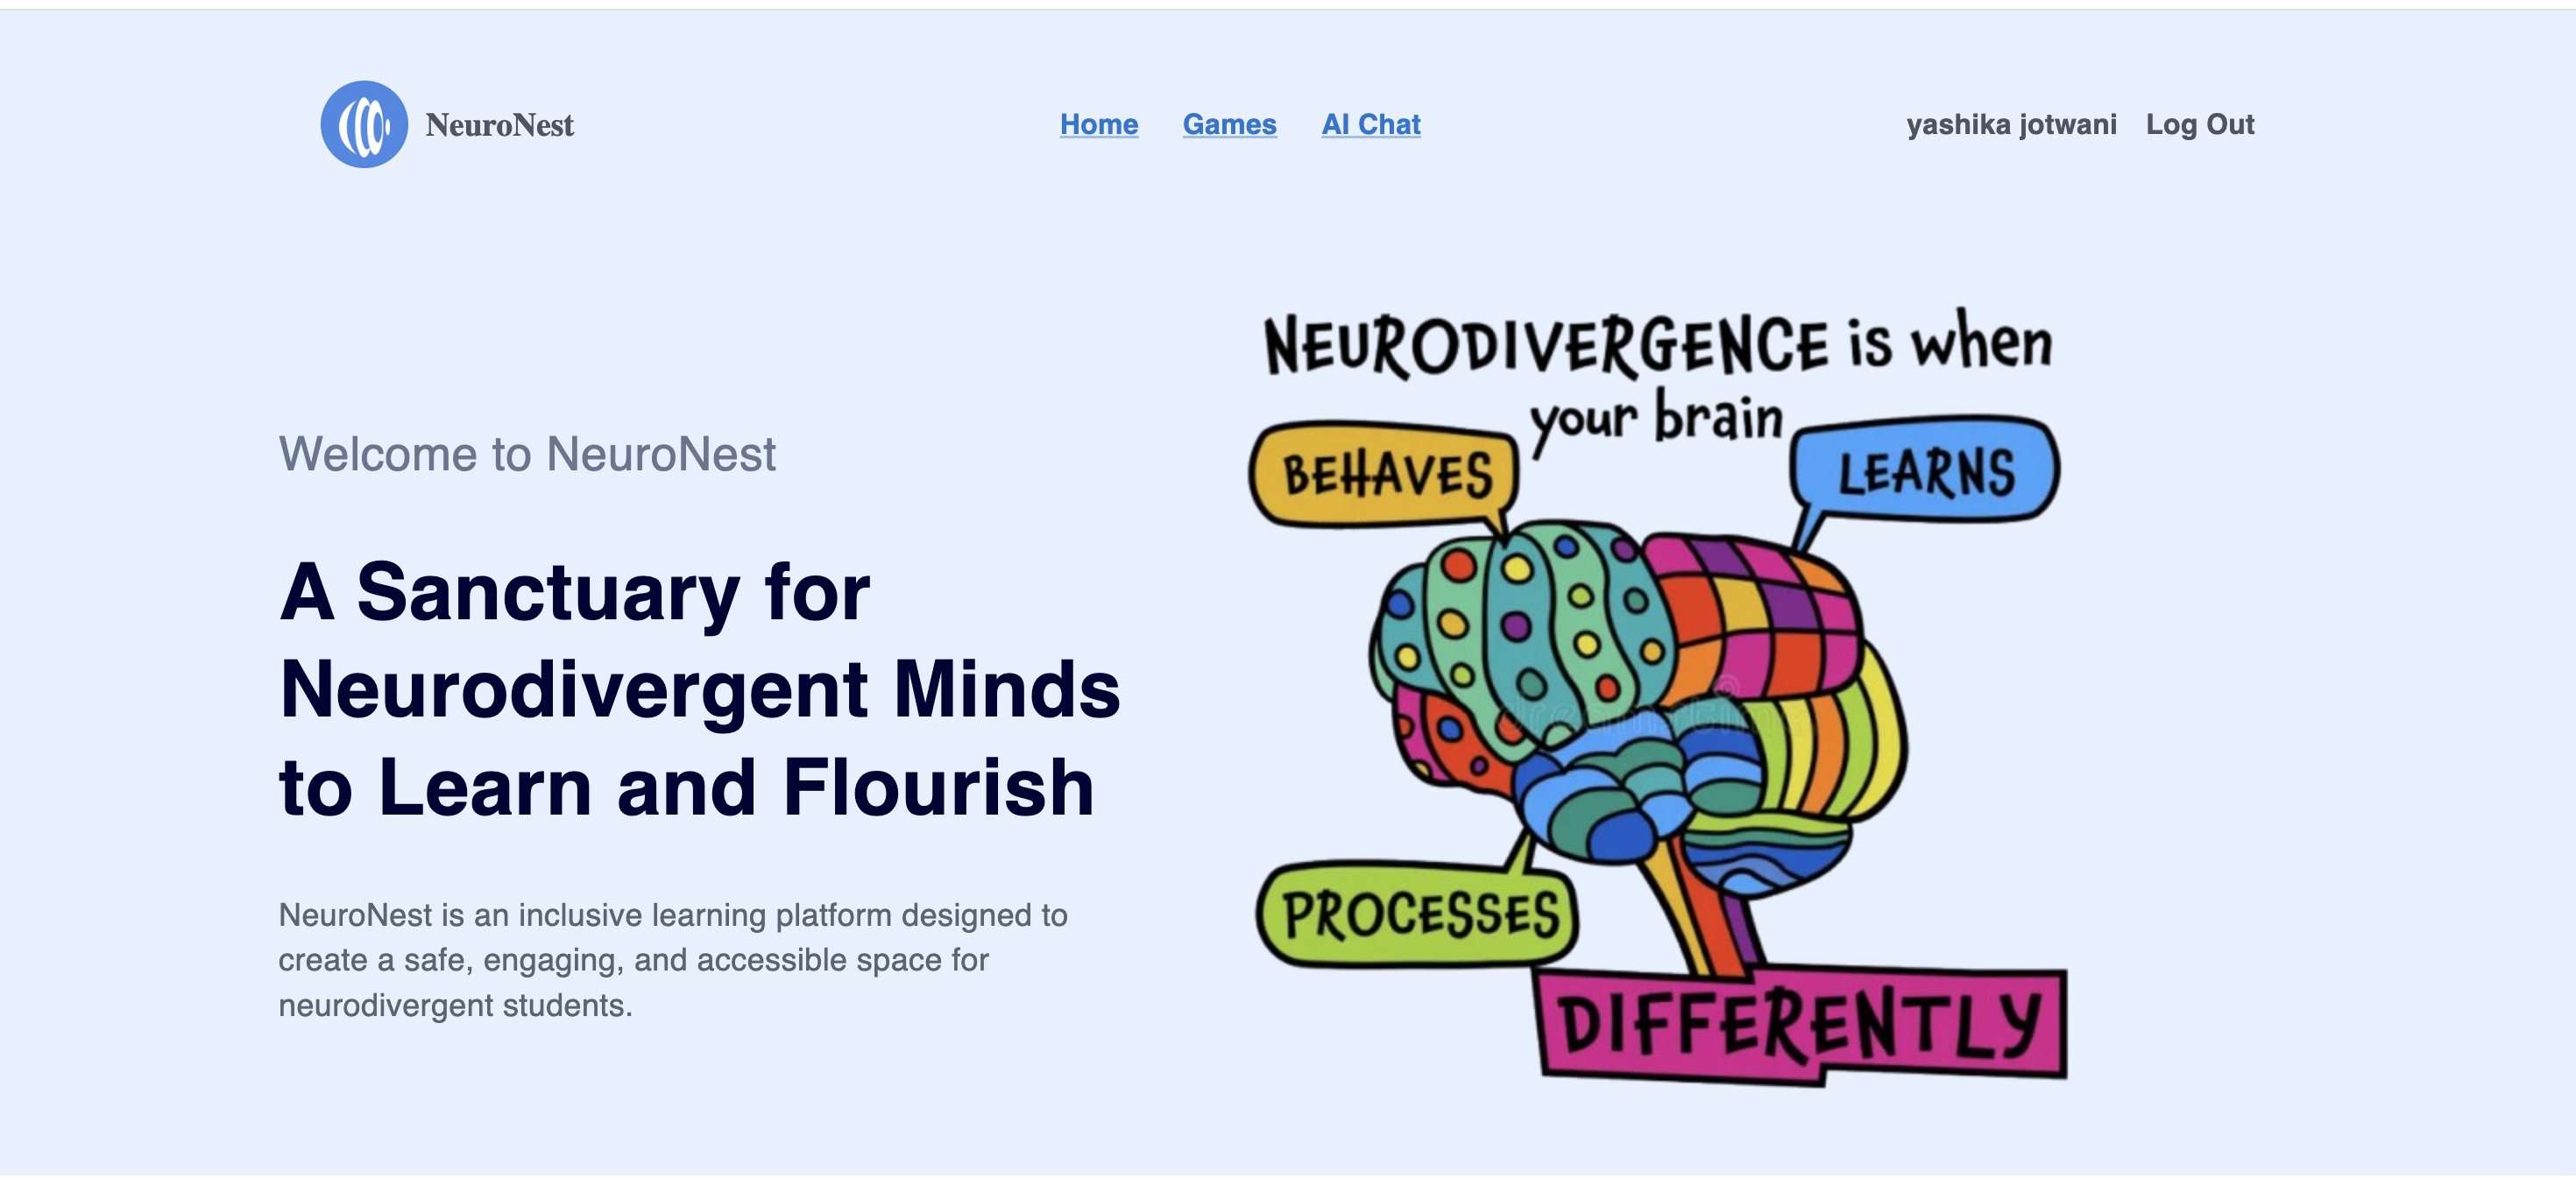 NeuroNest
Home Games AI Chat
yashika jotwani Log Out
Welcome to NeuroNest
A Sanctuary for
Neurodivergent Minds
to Learn and Flourish
NeuroNest is an inclusive learning platform designed to
create a safe, engaging, and accessible space for
neurodivergent students.
NEURODIVERGENCE is when
your brain
BEHAVES
LEARNS
dreamstime
PROCESSES
DIFFERENTLY